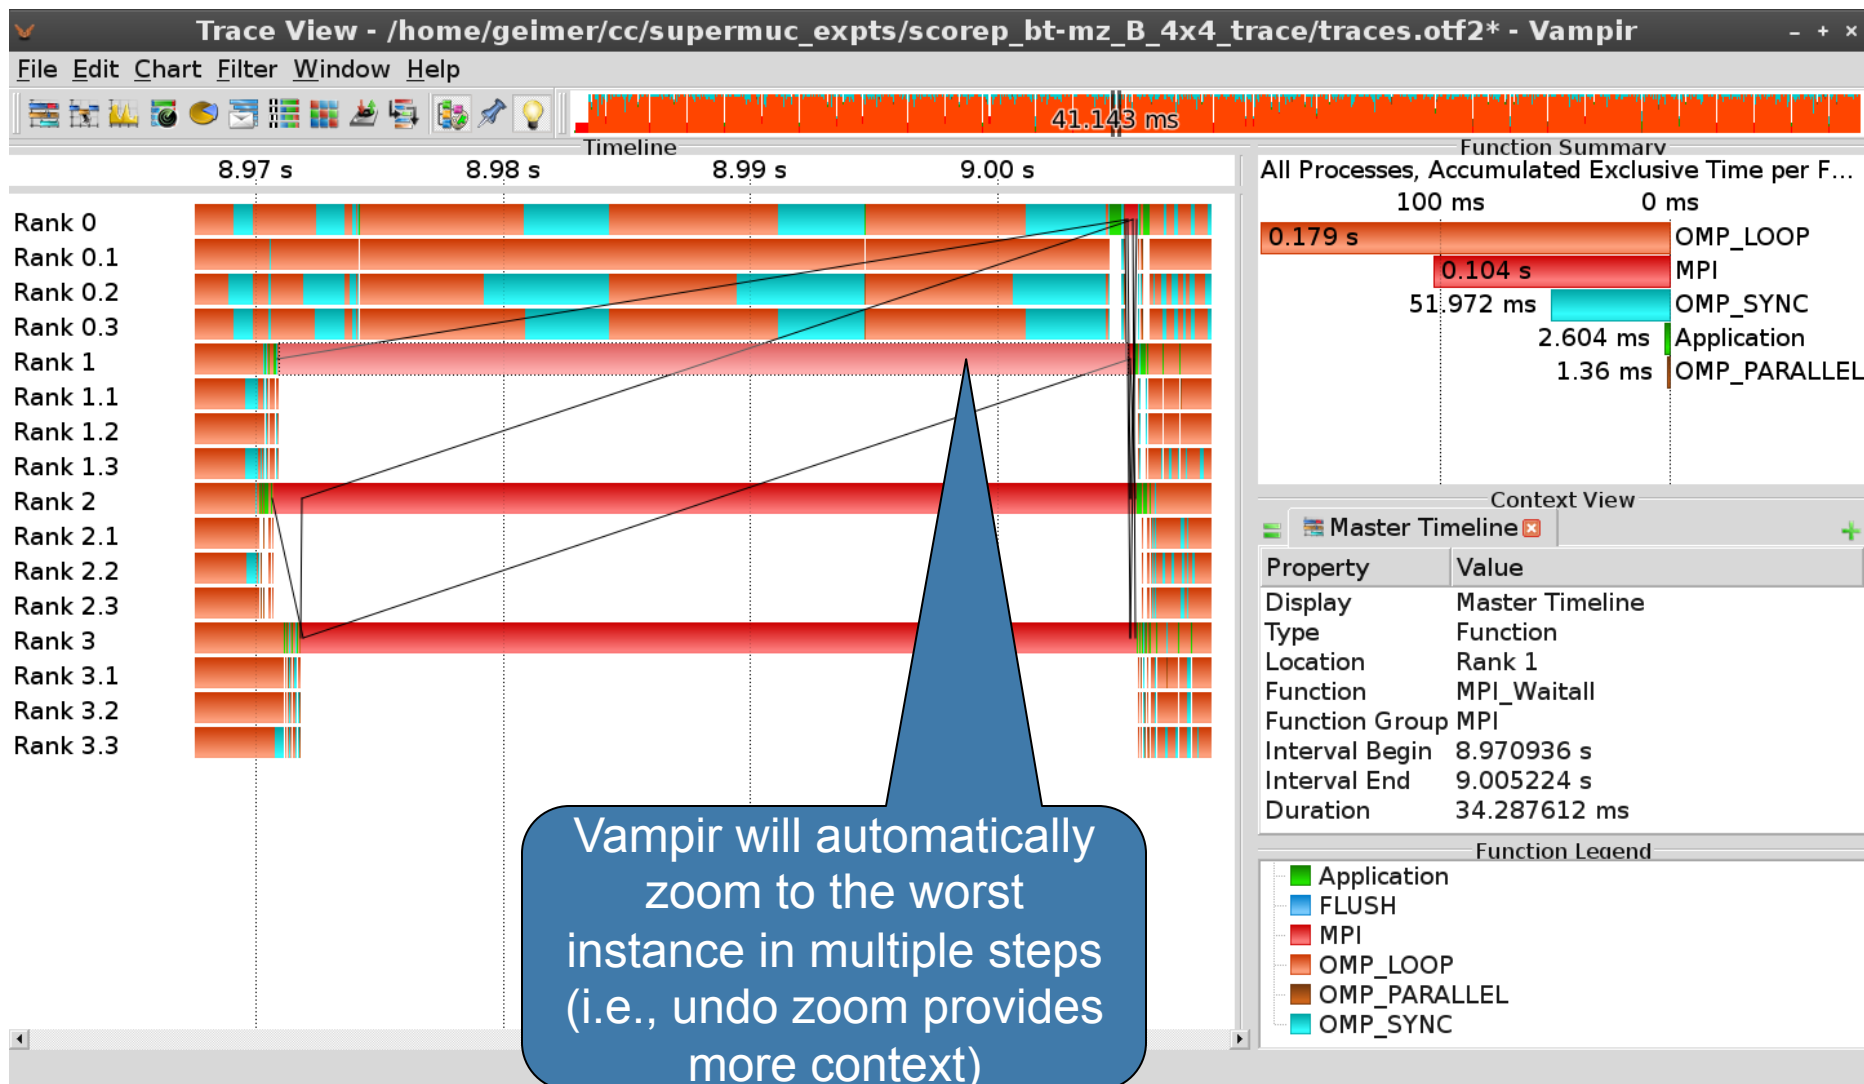 Trace View - /home/geimer/cc/supermuc_expts/scorep_bt-mz_B_4x4_trace/traces.otf2* - Vampir
File Edit Chart Filter Window Help
41.143 ms
Timeline
8.97 s 8.98 s 8.99 s 9.00 s
Rank 0
Rank 0.1
Rank 0.2
Rank 0.3
Rank 1
Rank 1.1
Rank 1.2
Rank 1.3
Rank 2
Rank 2.1
Rank 2.2
Rank 2.3
Rank 3
Rank 3.1
Rank 3.2
Rank 3.3
Vampir will automatically
zoom to the worst
instance in multiple steps
(i.e., undo zoom provides
more context)
Function Summary
All Processes, Accumulated Exclusive Time per F...
100 ms 0 ms
0.179 s OMP_LOOP
0.104 s MPI
51.972 ms OMP_SYNC
2.604 ms Application
1.36 ms OMP_PARALLEL
Context View
Master Timeline
Property Value
Display Master Timeline
Type Function
Location Rank 1
Function MPI_Waitall
Function Group MPI
Interval Begin 8.970936 s
Interval End 9.005224 s
Duration 34.287612 ms
Function Legend
Application
FLUSH
MPI
OMP_LOOP
OMP_PARALLEL
OMP_SYNC